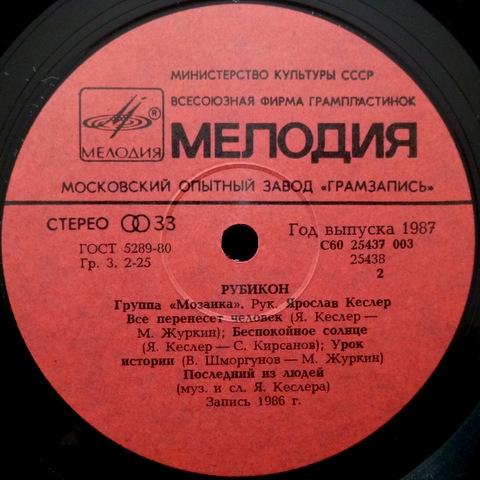 МИНИСТЕРСТВО КУЛЬТУРЫ СССР
ВСЕСОЮЗНАЯ ФИРМА ГРАМПЛАСТИНОК
®
МЕЛОДИЯ
МЕЛОДИЯ
МОСКОВСКИЙ ОПЫТНЫЙ ЗАВОД «ГРАМЗАПИСЬ»
СТЕРЕО 33
ГОСТ 5289-80
Гр. 3. 2-25
Год выпуска 1987
С60 25437 003
25438
2
РУБИКОН
Группа «Мозаика». Рук. Ярослав Кеслер
Все перенесет человек (Я. Кеслер —
М. Журкин); Беспокойное солнце
(Я. Кеслер — С. Кирсанов); Урок
истории (В. Шморгунов — М. Журкин)
Последний из людей
(муз. и сл. Я. Кеслера)
Запись 1986 г.